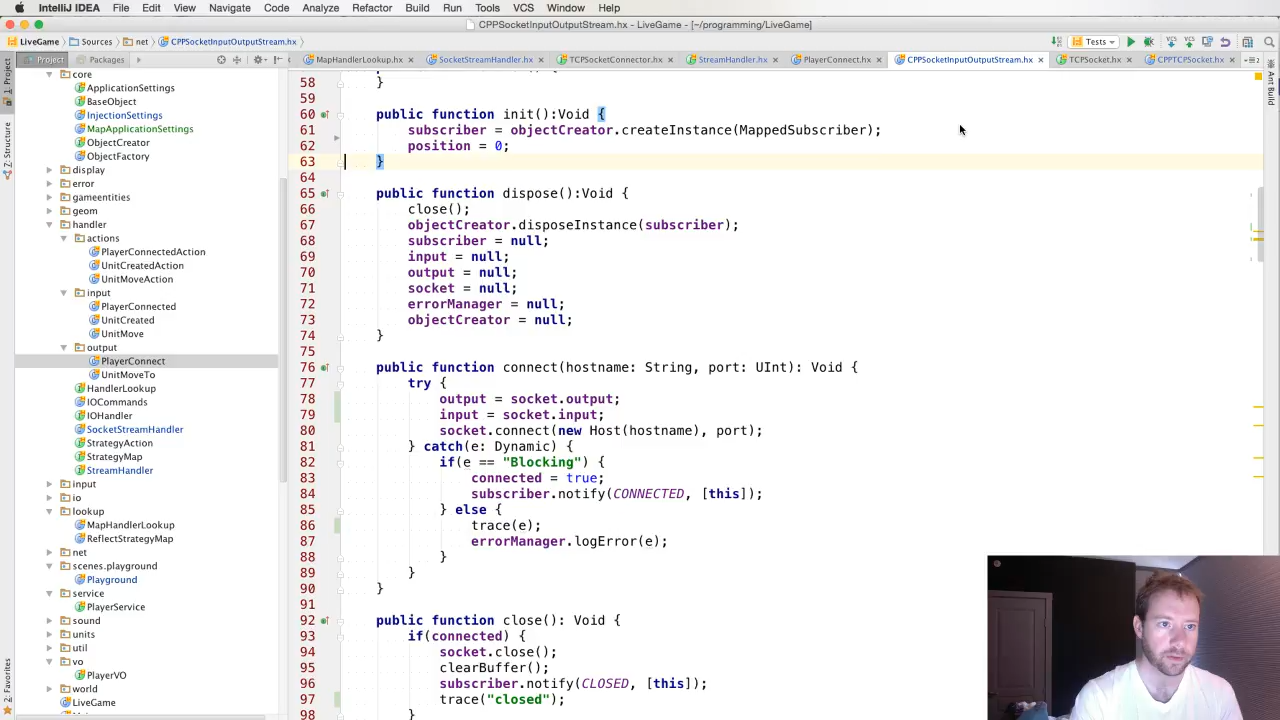 IntelliJ IDEA File Edit View Navigate Code Analyze Refactor Build Run Tools VCS Window Help
CPPSocketInputOutputStream.hx - LiveGame - [~/programming/LiveGame]
LiveGame Sources net CPPSocketInputOutputStream.hx Tests
Project Packages MapHandlerLookup.hx SocketStreamHandler.hx TCPSocketConnector.hx StreamHandler.hx PlayerConnect.hx CPPSocketInputOutputStream.hx TCPSocket.hx CPPTCPSocket.hx
1: Project
7: Structure
2: Favorites
Ant Build
core
ApplicationSettings
BaseObject
InjectionSettings
MapApplicationSettings
ObjectCreator
ObjectFactory
display
error
gameentities
geom
handler
actions
PlayerConnectedAction
UnitCreatedAction
UnitMoveAction
input
PlayerConnected
UnitCreated
UnitMove
output
PlayerConnect
UnitMoveTo
HandlerLookup
IOCommands
IOHandler
SocketStreamHandler
StrategyAction
StrategyMap
StreamHandler
input
io
lookup
MapHandlerLookup
ReflectStrategyMap
net
scenes.playground
Playground
service
PlayerService
sound
units
util
vo
PlayerVO
world
LiveGame
58 }
59
60 public function init():Void {
61 subscriber = objectCreator.createInstance(MappedSubscriber);
62 position = 0;
63 }
64
65 public function dispose():Void {
66 close();
67 objectCreator.disposeInstance(subscriber);
68 subscriber = null;
69 input = null;
70 output = null;
71 socket = null;
72 errorManager = null;
73 objectCreator = null;
74 }
75
76 public function connect(hostname: String, port: UInt): Void {
77 try {
78 output = socket.output;
79 input = socket.input;
80 socket.connect(new Host(hostname), port);
81 } catch(e: Dynamic) {
82 if(e == "Blocking") {
83 connected = true;
84 subscriber.notify(CONNECTED, [this]);
85 } else {
86 trace(e);
87 errorManager.logError(e);
88 }
89 }
90 }
91
92 public function close(): Void {
93 if(connected) {
94 socket.close();
95 clearBuffer();
96 subscriber.notify(CLOSED, [this]);
97 trace("closed");
98 }